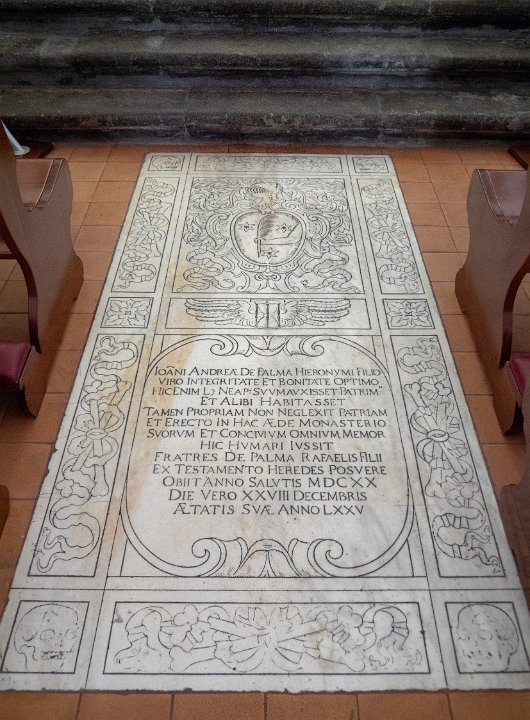 IOANI ANDREÆ DE PALMA HIERONYMI FILIO
VIRO INTEGRITATE ET BONITATE OPTIMO
HIC ENIM NEAP. SVVM AVXISSET PATRIM.
ET ALIBI HABITASSET
TAMEN PROPRIAM NON NEGLEXIT PATRIAM
ET ERECTO IN HAC ÆDE MONASTERIO
SVORVM ET CONCIVIVM OMNIVM MEMOR
HIC HVMARI IVSSIT
FRATRES DE PALMA RAFAELIS FILII
EX TESTAMENTO HEREDES POSVERE
OBIIT ANNO SALVTIS MDCXX
DIE VERO XXVIII DECEMBRIS
ÆTATIS SVÆ ANNO LXXV